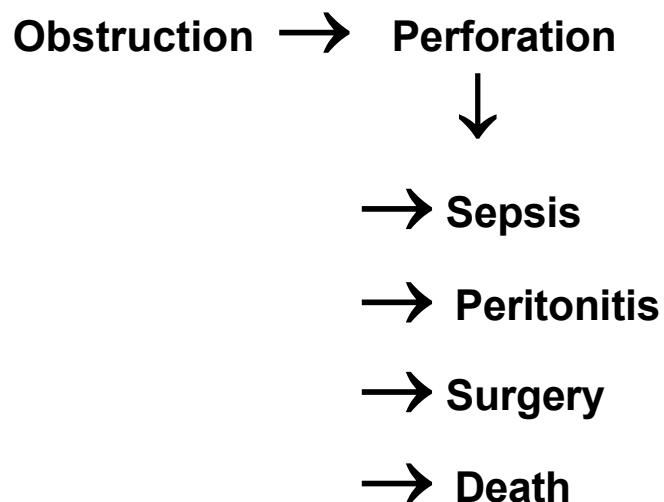 Obstruction → Perforation
↓
→ Sepsis
→ Peritonitis
→ Surgery
→ Death